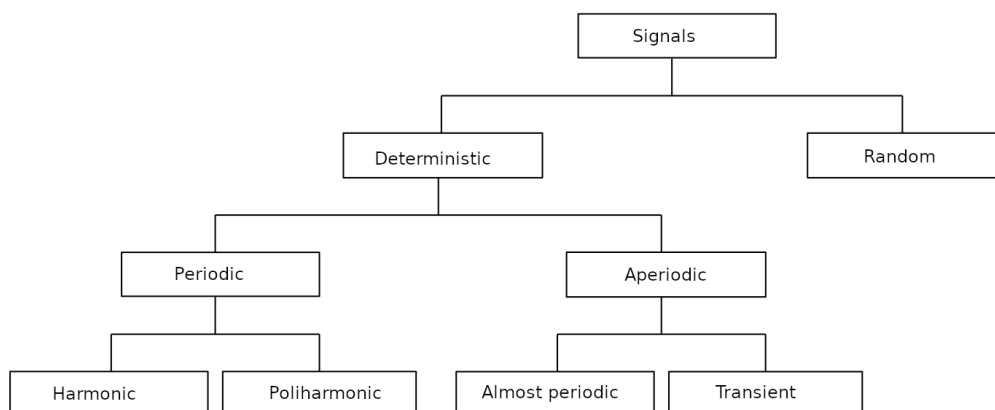 Signals
Deterministic
Random
Periodic
Aperiodic
Harmonic
Poliharmonic
Almost periodic
Transient